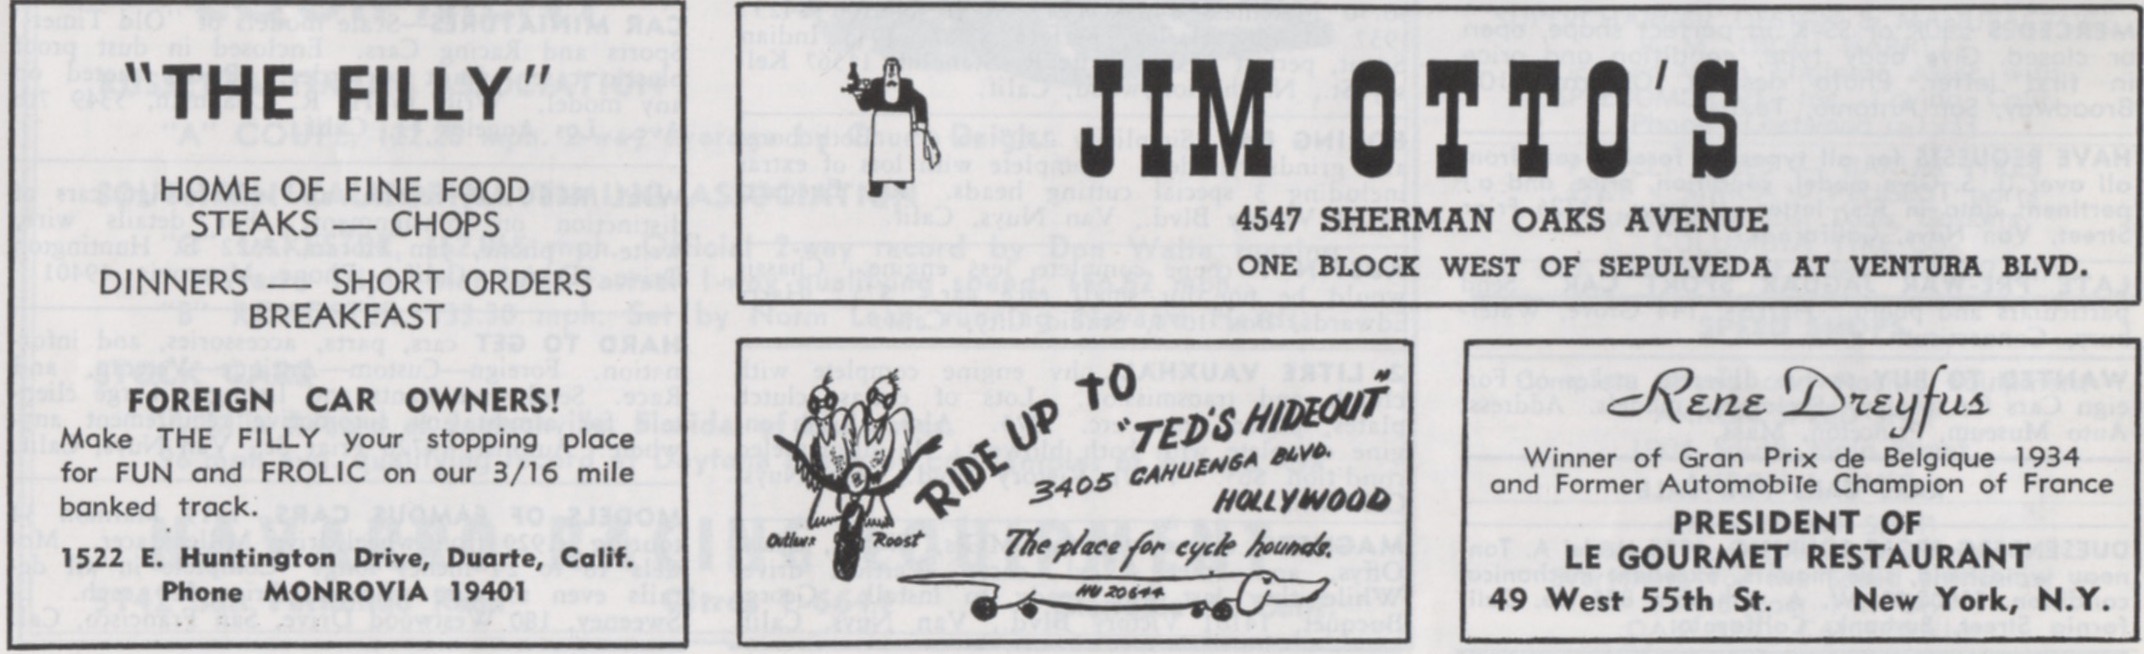 "THE FILLY"
HOME OF FINE FOOD
STEAKS — CHOPS
DINNERS — SHORT ORDERS
BREAKFAST
FOREIGN CAR OWNERS!
Make THE FILLY your stopping place
for FUN and FROLIC on our 3/16 mile
banked track.
1522 E. Huntington Drive, Duarte, Calif.
Phone MONROVIA 19401
JIM OTTO'S
4547 SHERMAN OAKS AVENUE
ONE BLOCK WEST OF SEPULVEDA AT VENTURA BLVD.
RIDE UP TO
"TED'S HIDEOUT"
3405 CAHUENGA BLVD.
HOLLYWOOD
Outlaws Roost
The place for cycle hounds.
HU 20644
Rene Dreyfus
Winner of Gran Prix de Belgique 1934
and Former Automobile Champion of France
PRESIDENT OF
LE GOURMET RESTAURANT
49 West 55th St. New York, N.Y.